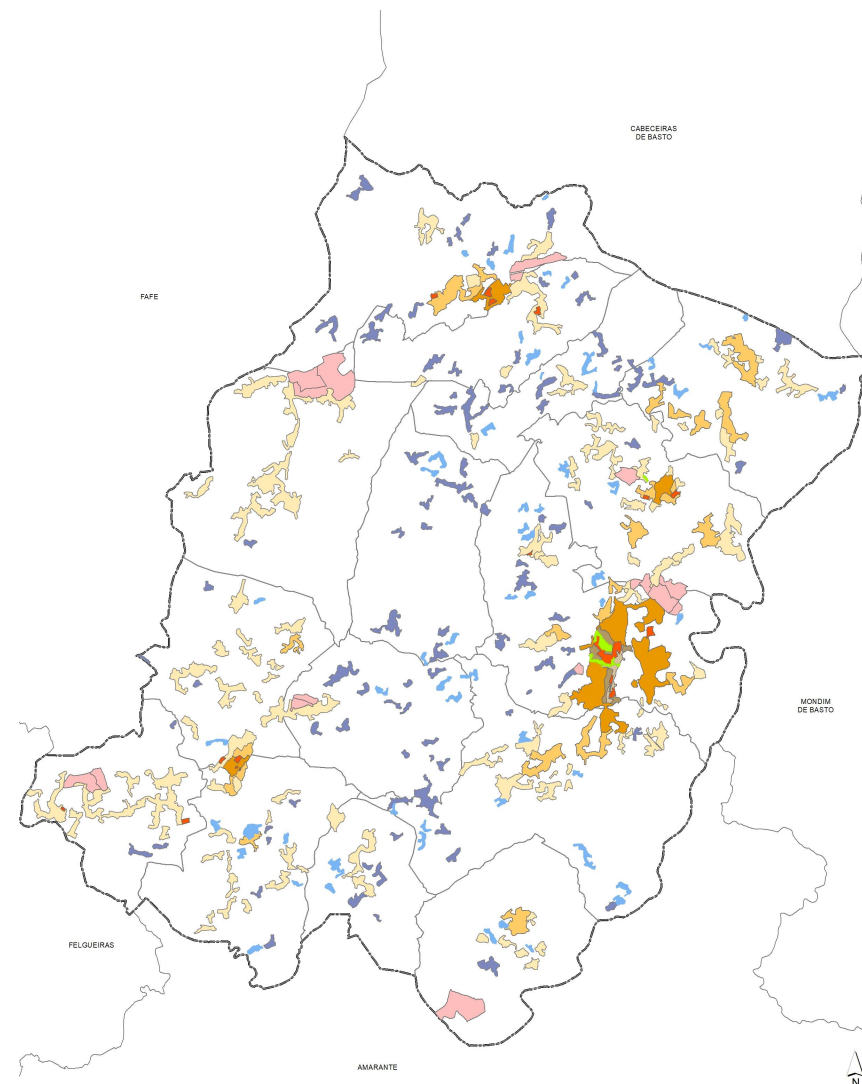 CABECEIRAS
DE BASTO
FAFE
MONDIM
DE BASTO
FELGUEIRAS
AMARANTE
N